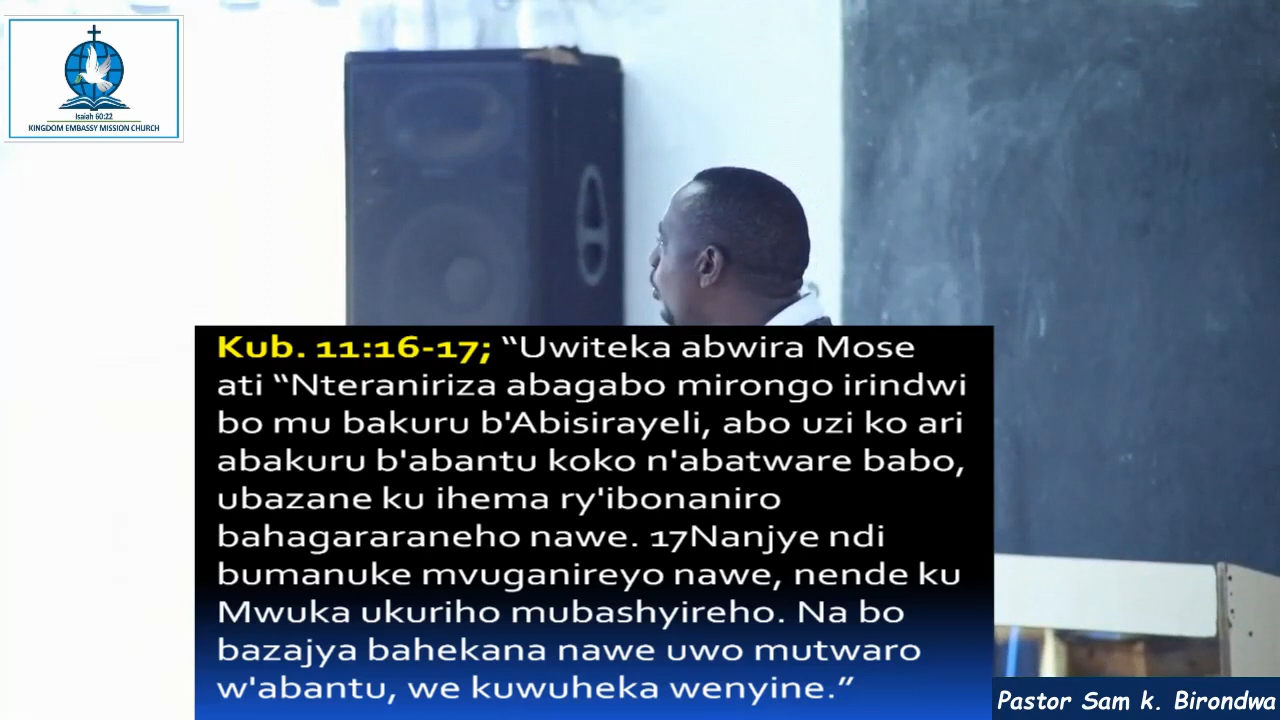 Isaiah 60:22
KINGDOM EMBASSY MISSION CHURCH
Kub. 11:16-17; “Uwiteka abwira Mose
ati “Nteraniriza abagabo mirongo irindwi
bo mu bakuru b'Abisirayeli, abo uzi ko ari
abakuru b'abantu koko n'abatware babo,
ubazane ku ihema ry'ibonaniro
bahagararaneho nawe. 17Nanjye ndi
bumanuke mvuganireyo nawe, nende ku
Mwuka ukuriho mubashyireho. Na bo
bazajya bahekana nawe uwo mutwaro
w'abantu, we kuwuheka wenyine.”
Pastor Sam k. Birondwa